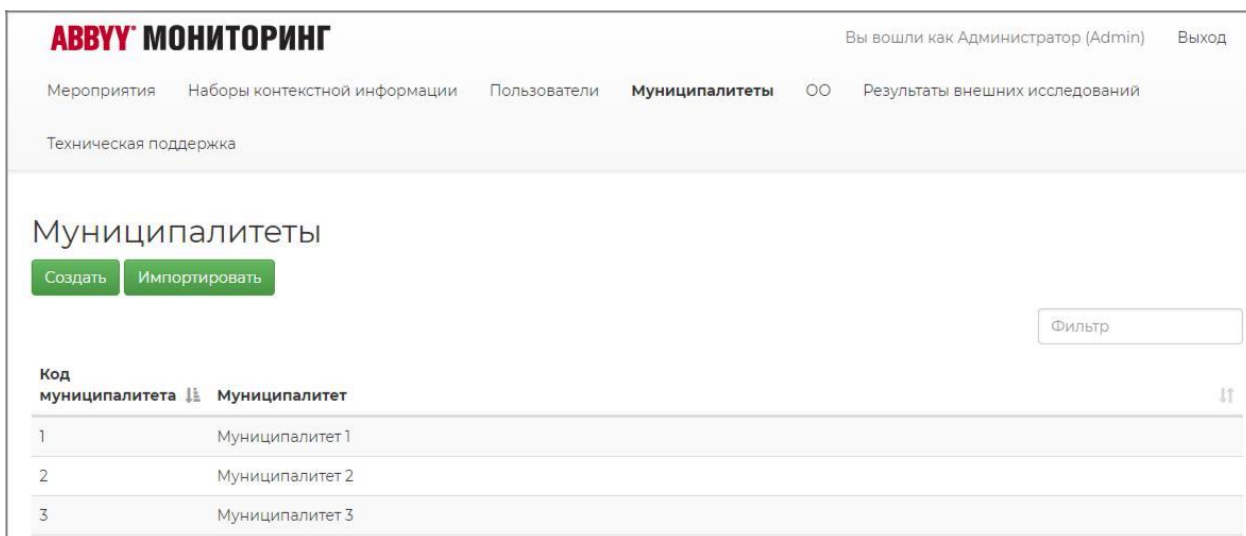 ABBYY® МОНИТОРИНГ
Вы вошли как Администратор (Admin) Выход
Мероприятия Наборы контекстной информации Пользователи Муниципалитеты ОО Результаты внешних исследований
Техническая поддержка
Муниципалитеты
Создать Импортировать
Фильтр
Код
муниципалитета Муниципалитет
1 Муниципалитет 1
2 Муниципалитет 2
3 Муниципалитет 3